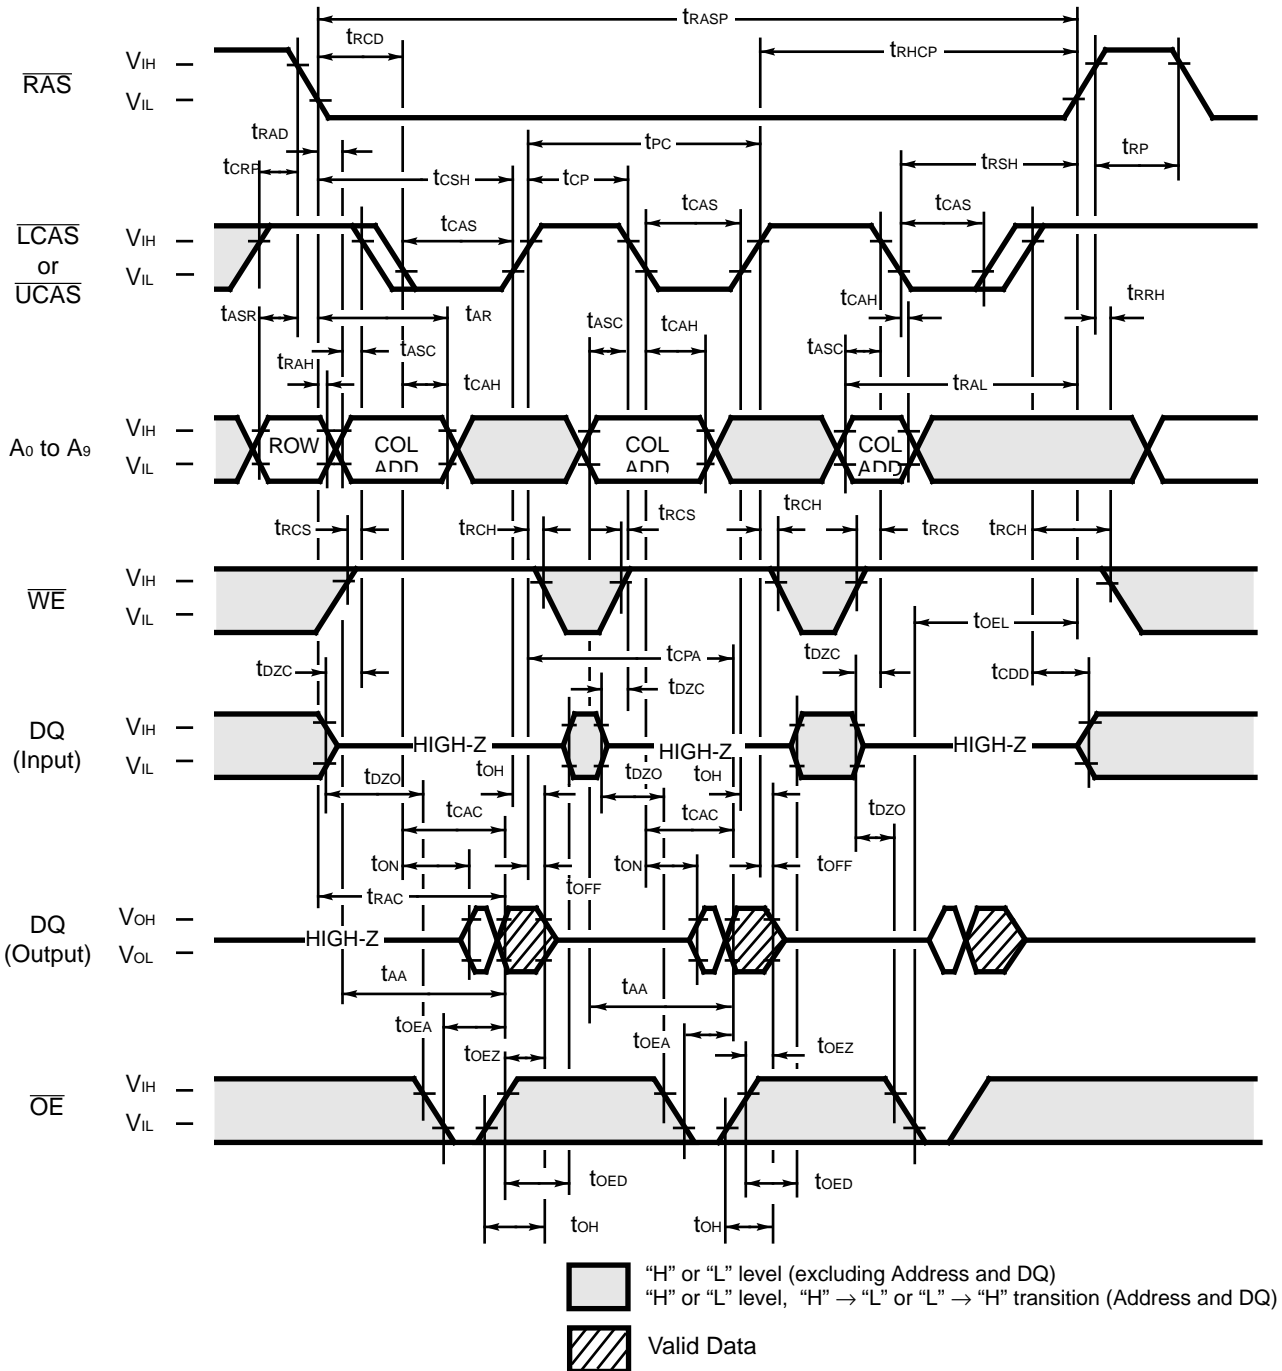 tRASP
tRCD
tRHCP
RAS
VIH
VIL
tRAD
tPC
tCRP
tCSH
tCP
tRSH
tRP
LCAS
or
UCAS
VIH
VIL
tCAS
tCAS
tCAS
tCAH
tRRH
tASR
tAR
tASC
tCAH
tRAH
tASC
tASC
tCAH
tRAL
A0 to A9
VIH
VIL
ROW
COL
ADD
COL
ADD
COL
ADD
tRCS
tRCH
tRCS
tRCH
tRCS
tRCH
WE
VIH
VIL
tOEL
tCPA
tDZC
tDZC
tDZC
tCDD
DQ
(Input)
VIH
VIL
HIGH-Z
HIGH-Z
HIGH-Z
tDZO
tOH
tDZO
tOH
tDZO
tCAC
tCAC
tON
tOFF
tON
tOFF
tRAC
DQ
(Output)
VOH
VOL
HIGH-Z
tAA
tAA
tOEA
tOEZ
tOEA
tOEZ
OE
VIH
VIL
tOED
tOED
tOH
tOH
“H” or “L” level (excluding Address and DQ)
“H” or “L” level, “H” → “L” or “L” → “H” transition (Address and DQ)
Valid Data